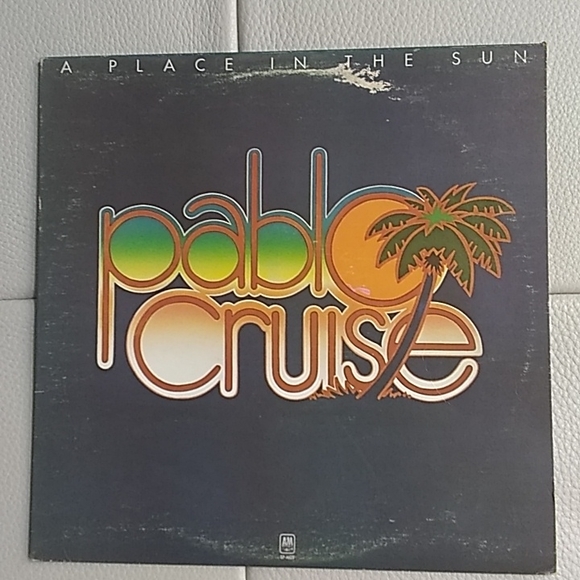 A PLACE IN THE SUN
pablo
cruise
A&M